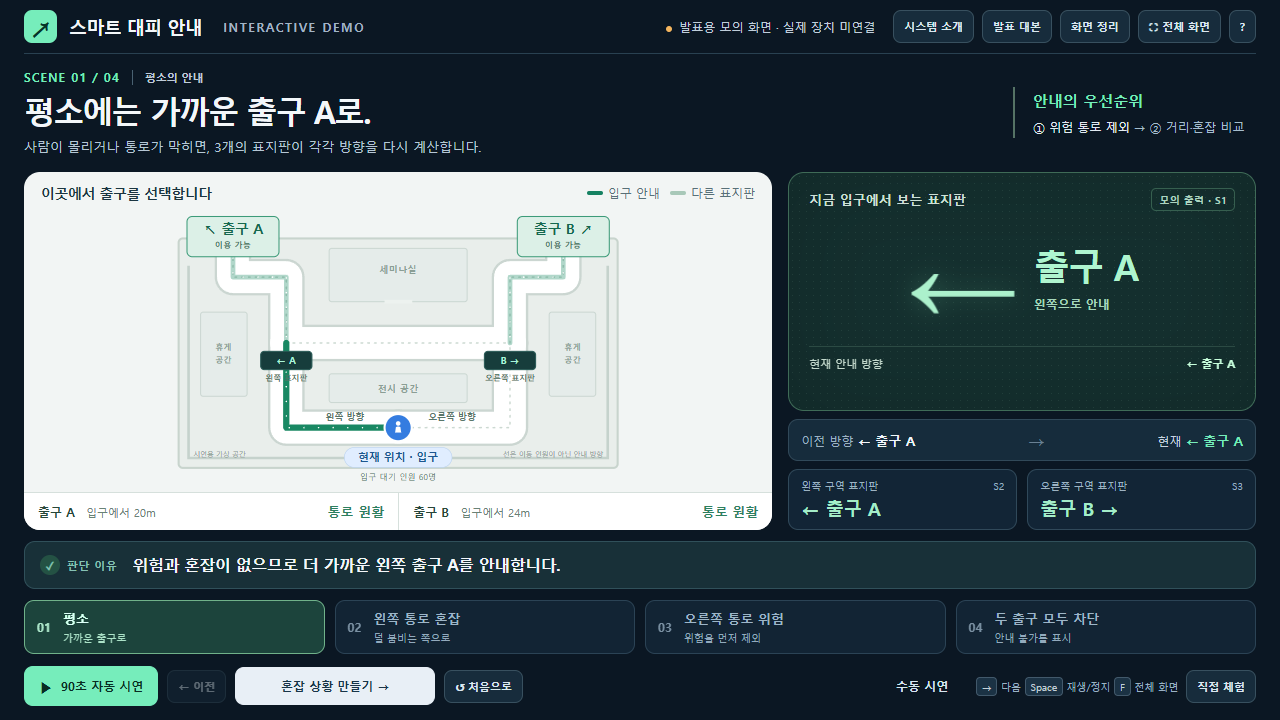 스마트 대피 안내 INTERACTIVE DEMO
발표용 모의 화면 · 실제 장치 미연결
시스템 소개
발표 대본
화면 정리
전체 화면
?
SCENE 01 / 04 평소의 안내
평소에는 가까운 출구 A로.
사람이 몰리거나 통로가 막히면, 3개의 표지판이 각각 방향을 다시 계산합니다.
안내의 우선순위
① 위험 통로 제외 → ② 거리·혼잡 비교
이곳에서 출구를 선택합니다
입구 안내 다른 표지판
↖ 출구 A
이용 가능
출구 B ↗
이용 가능
세미나실
휴게
공간
휴게
공간
← A
왼쪽 표지판
B →
오른쪽 표지판
전시 공간
왼쪽 방향
오른쪽 방향
시연용 가상 공간
현재 위치 · 입구
선은 이동 인원이 아닌 안내 방향
입구 대기 인원 60명
출구 A 입구에서 20m 통로 원활
출구 B 입구에서 24m 통로 원활
지금 입구에서 보는 표지판
모의 출력 · S1
←
출구 A
왼쪽으로 안내
현재 안내 방향 ← 출구 A
이전 방향 ← 출구 A → 현재 ← 출구 A
왼쪽 구역 표지판 S2
← 출구 A
오른쪽 구역 표지판 S3
출구 B →
✓ 판단 이유 위험과 혼잡이 없으므로 더 가까운 왼쪽 출구 A를 안내합니다.
01 평소
가까운 출구로
02 왼쪽 통로 혼잡
덜 붐비는 쪽으로
03 오른쪽 통로 위험
위험을 먼저 제외
04 두 출구 모두 차단
안내 불가를 표시
▶ 90초 자동 시연
← 이전
혼잡 상황 만들기 →
↺ 처음으로
수동 시연
→ 다음 Space 재생/정지 F 전체 화면
직접 체험